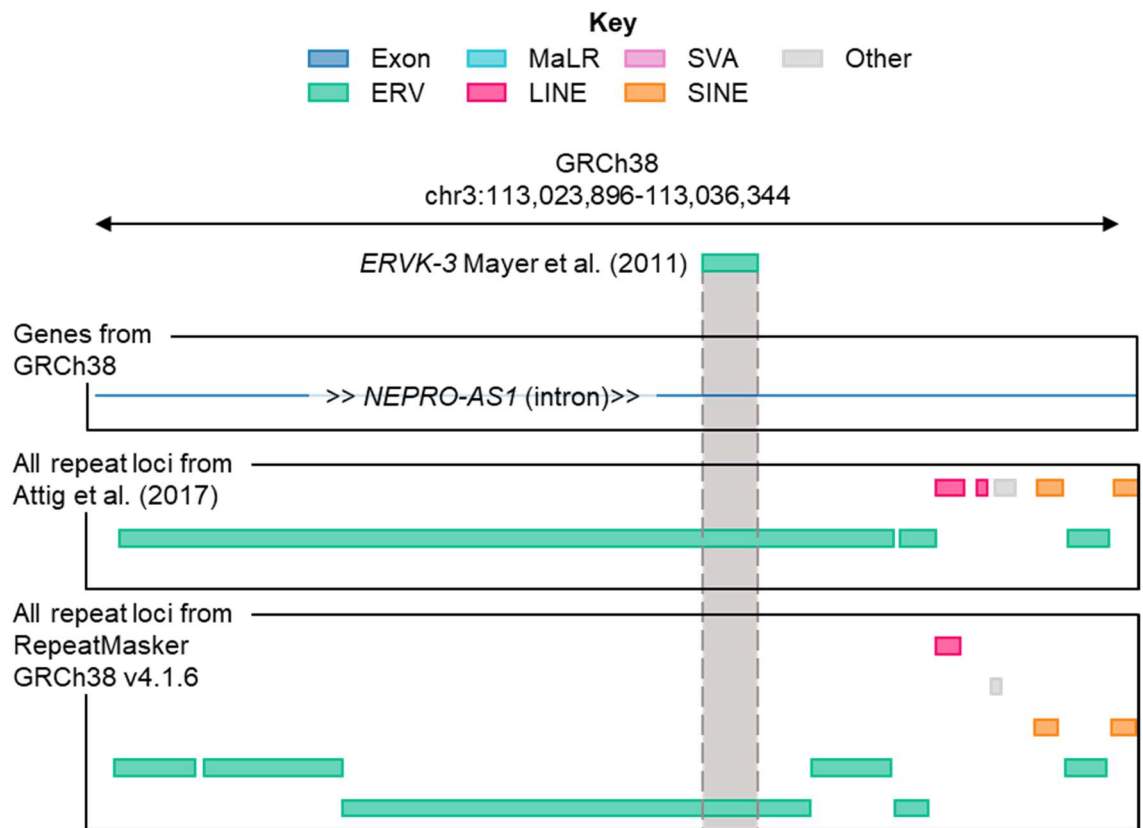 Key
Exon MaLR SVA Other
ERV LINE SINE
GRCh38
chr3:113,023,896-113,036,344
ERVK-3 Mayer et al. (2011)
Genes from
GRCh38
>> NEPRO-AS1 (intron)>>
All repeat loci from
Attig et al. (2017)
All repeat loci from
RepeatMasker
GRCh38 v4.1.6